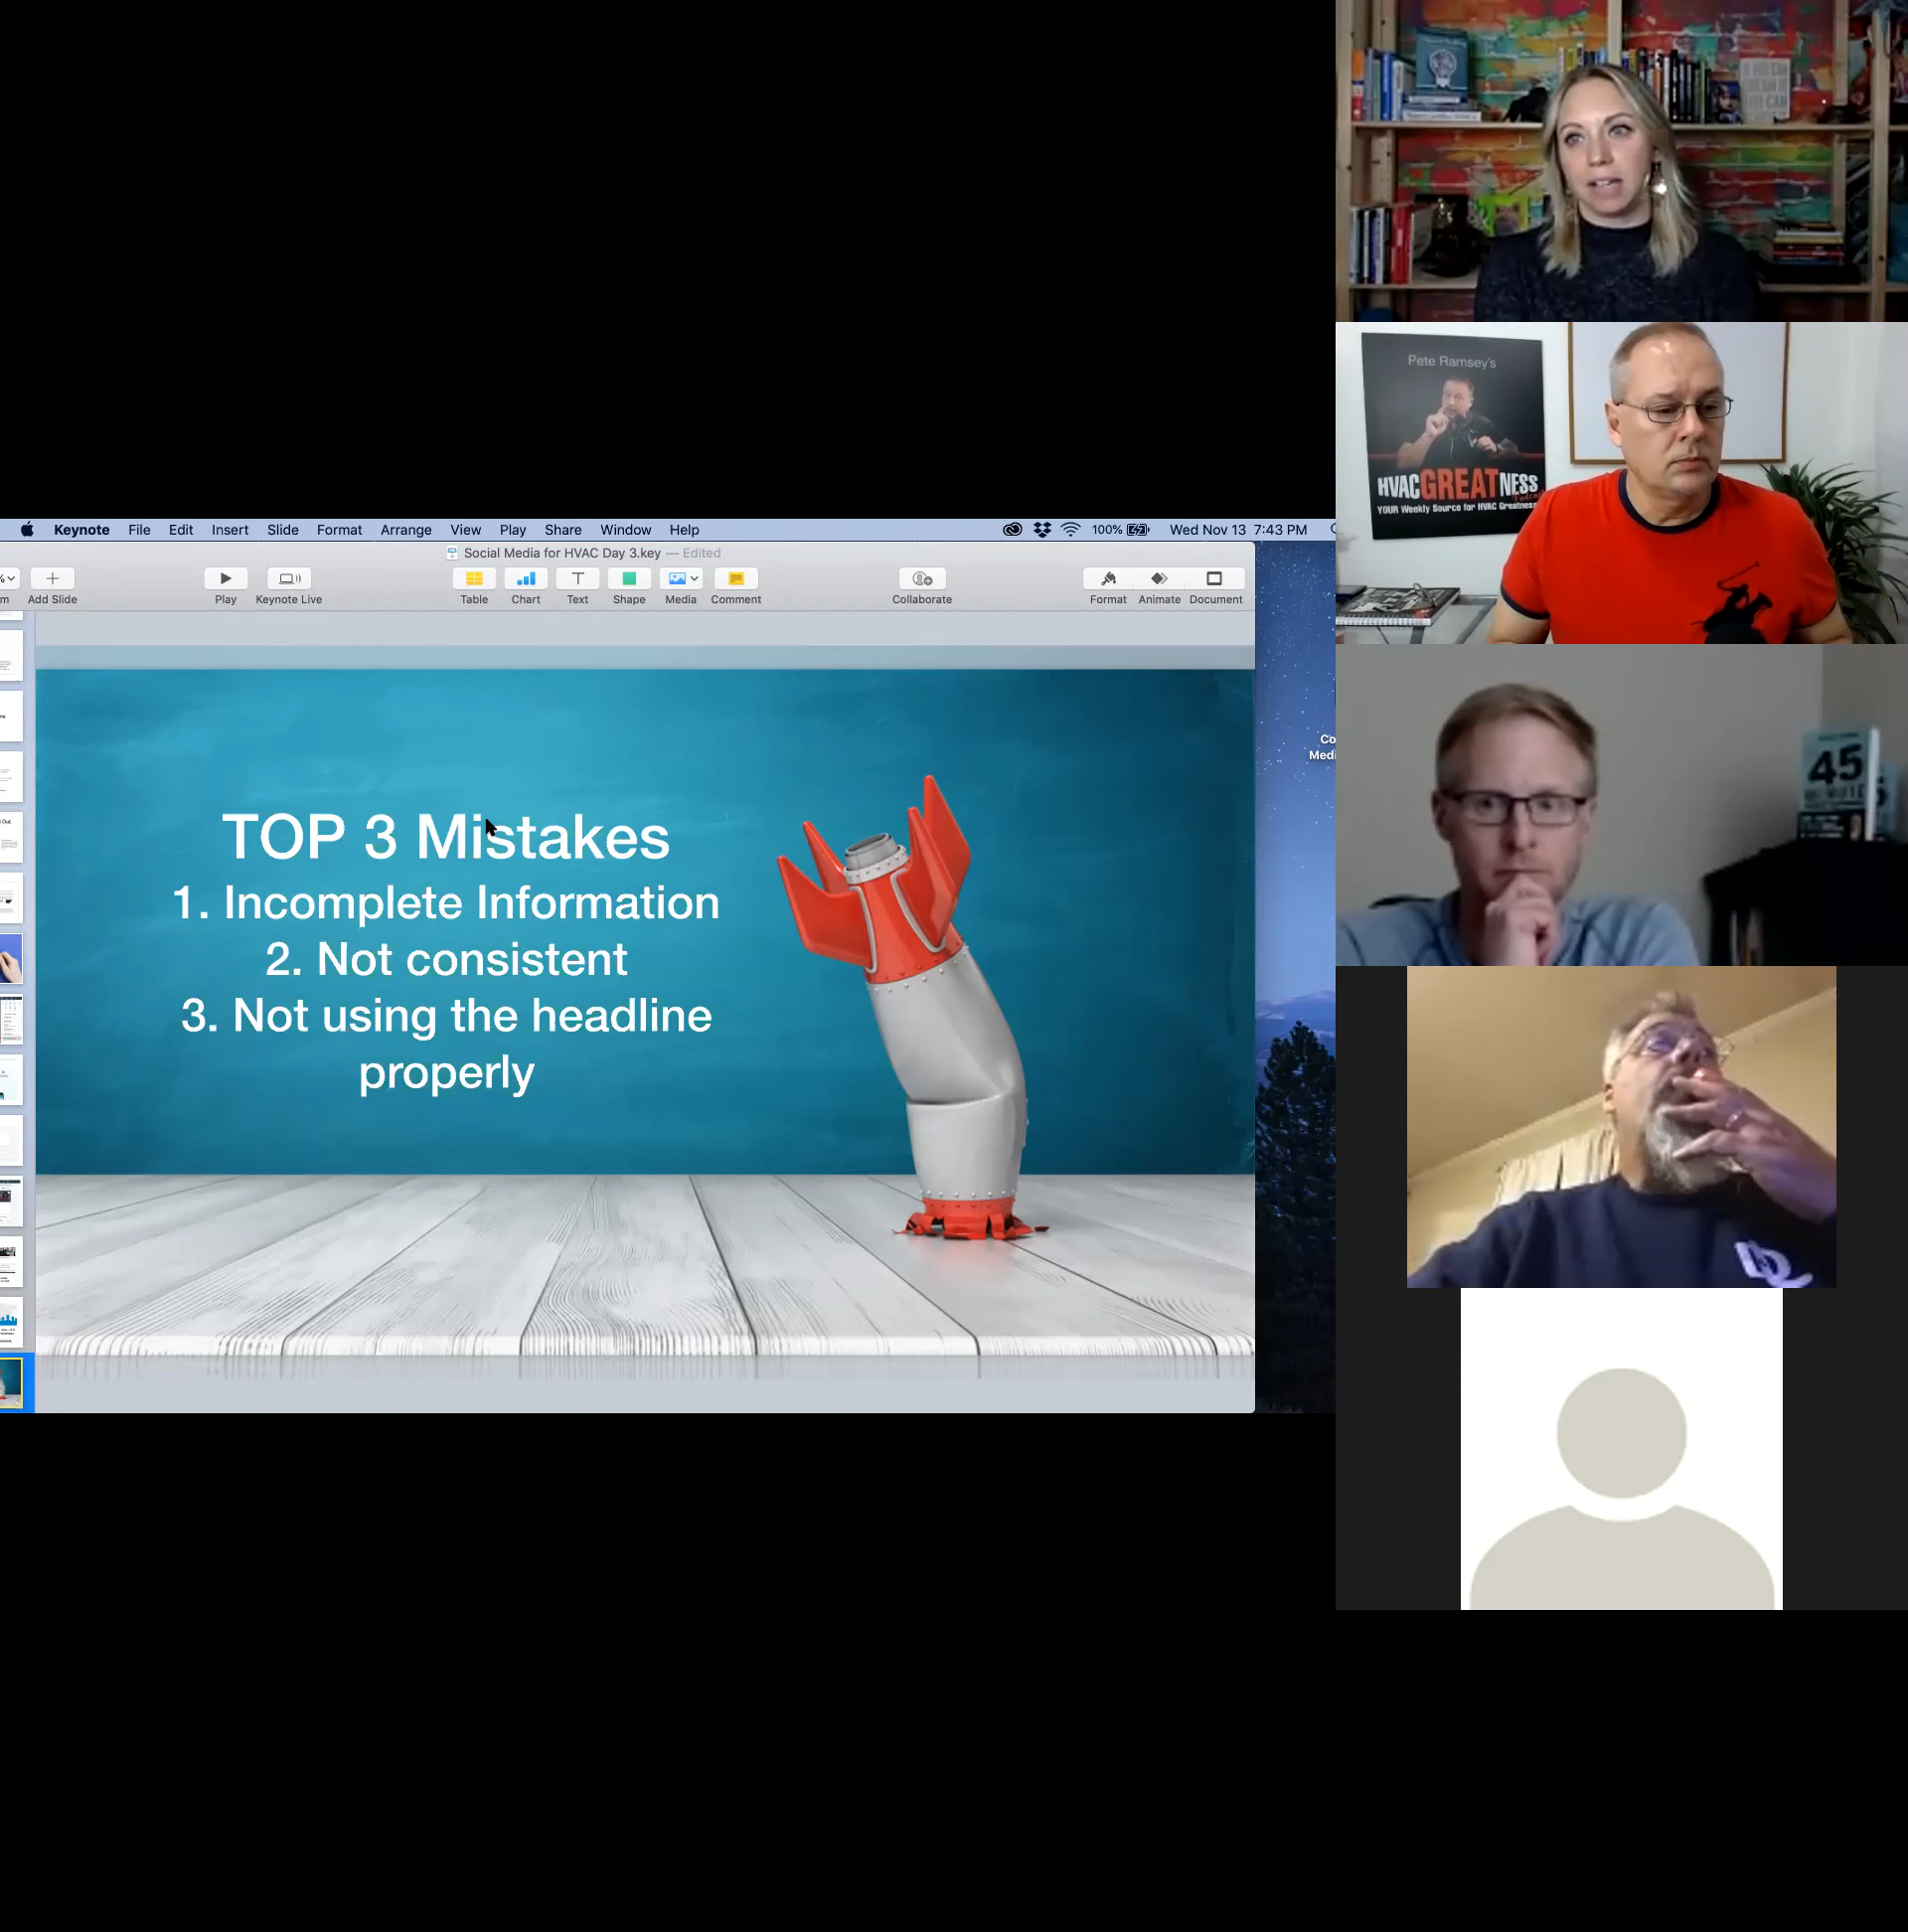 Keynote File Edit Insert Slide Format Arrange View Play Share Window Help 100% Wed Nov 13 7:43 PM
Social Media for HVAC Day 3.key — Edited
Add Slide Play Keynote Live Table Chart Text Shape Media Comment Collaborate Format Animate Document
TOP 3 Mistakes
1. Incomplete Information
2. Not consistent
3. Not using the headline
properly
Co
Medi
Pete Ramsey's
HVACGREATNESS
Podcast
YOUR Weekly Source for HVAC Greatness
45